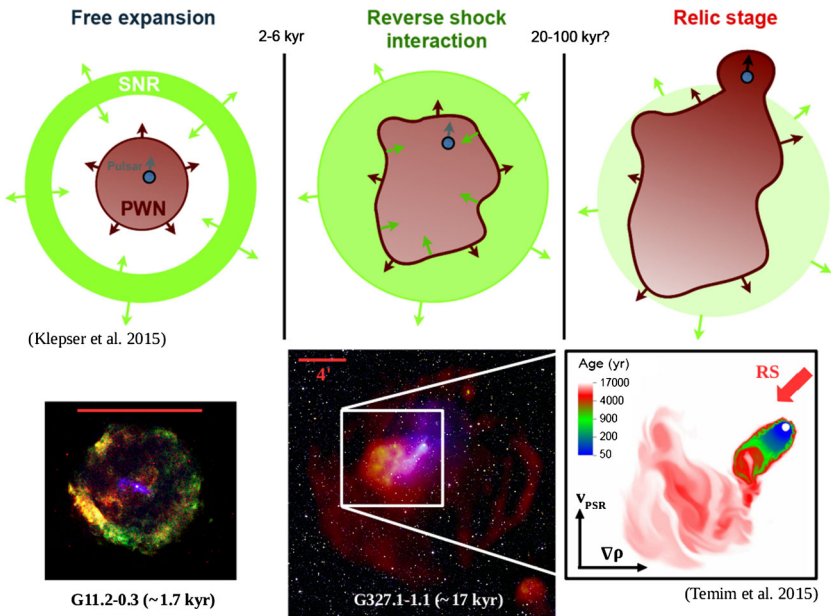 Free expansion
2-6 kyr
Reverse shock
interaction
20-100 kyr?
Relic stage
SNR
Pulsar
PWN
(Klepser et al. 2015)
4'
Age (yr)
17000
4000
900
200
50
RS
v_PSR
∇ρ
G11.2-0.3 (~1.7 kyr)
G327.1-1.1 (~17 kyr)
(Temim et al. 2015)